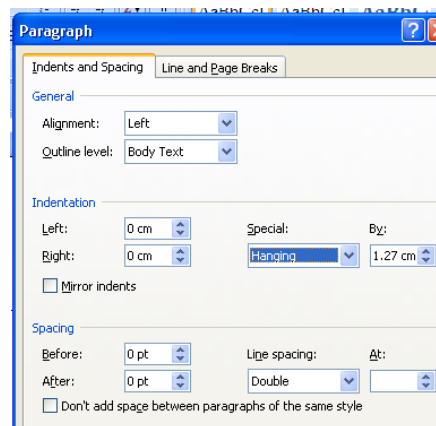 Paragraph
Indents and Spacing Line and Page Breaks
General
Alignment: Left
Outline level: Body Text
Indentation
Left: 0 cm Special: By:
Right: 0 cm Hanging 1.27 cm
Mirror indents
Spacing
Before: 0 pt Line spacing: At:
After: 0 pt Double
Don't add space between paragraphs of the same style